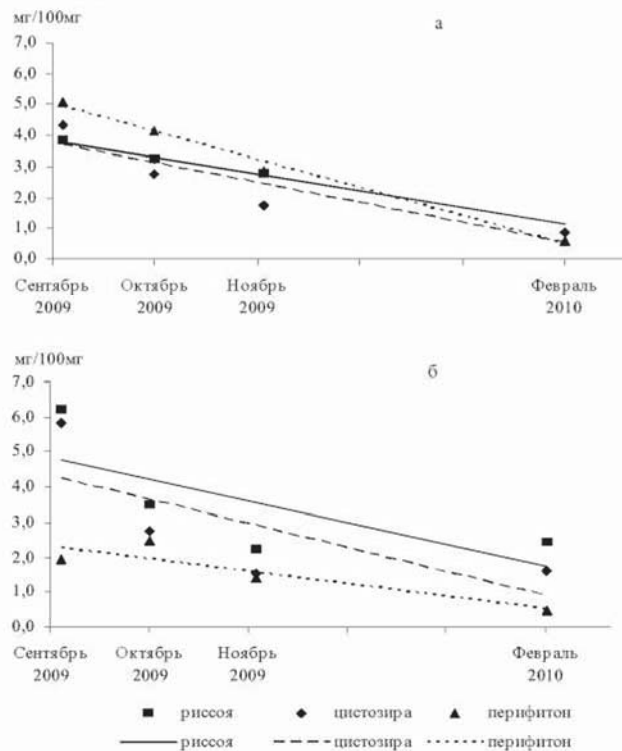 мг/100мг
а
7,0
6,0
5,0
4,0
3,0
2,0
1,0
0,0
Сентябрь Октябрь Ноябрь Февраль
2009 2009 2009 2010
мг/100мг
б
7,0
6,0
5,0
4,0
3,0
2,0
1,0
0,0
Сентябрь Октябрь Ноябрь Февраль
2009 2009 2009 2010
риссоя цистозира перифитон
риссоя цистозира перифитон